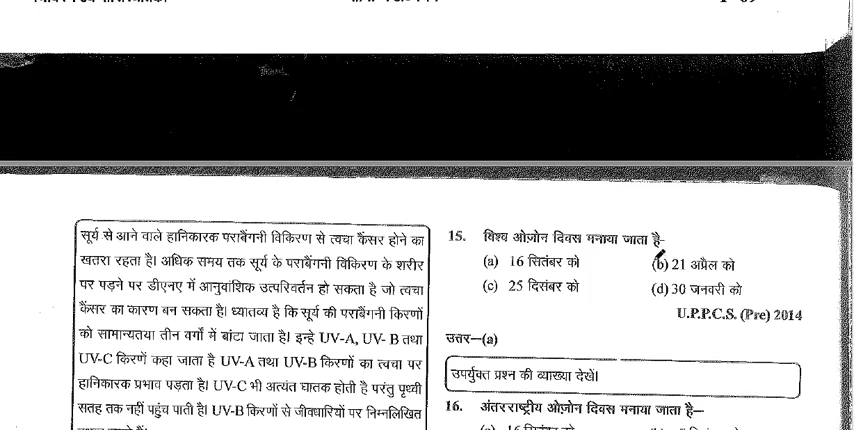 सूर्य से आने वाले हानिकारक पराबैंगनी विकिरण से त्वचा कैंसर होने का
खतरा रहता है। अधिक समय तक सूर्य के पराबैंगनी विकिरण के शरीर
पर पड़ने पर डीएनए में आनुवांशिक उत्परिवर्तन हो सकता है जो त्वचा
कैंसर का कारण बन सकता है। ध्यातव्य है कि सूर्य की पराबैंगनी किरणों
को सामान्यतया तीन वर्गों में बांटा जाता है। इन्हे UV-A, UV- B तथा
UV-C किरणें कहा जाता है UV-A तथा UV-B किरणों का त्वचा पर
हानिकारक प्रभाव पड़ता है। UV-C भी अत्यंत घातक होती है परंतु पृथ्वी
सतह तक नहीं पहुंच पाती है। UV-B किरणों से जीवधारियों पर निम्नलिखित
15. विश्व ओज़ोन दिवस मनाया जाता है-
(a) 16 सितंबर को (b) 21 अप्रैल को
(c) 25 दिसंबर को (d) 30 जनवरी को
U.P.P.C.S. (Pre) 2014
उत्तर—(a)
उपर्युक्त प्रश्न की व्याख्या देखें।
16. अंतरराष्ट्रीय ओज़ोन दिवस मनाया जाता है—